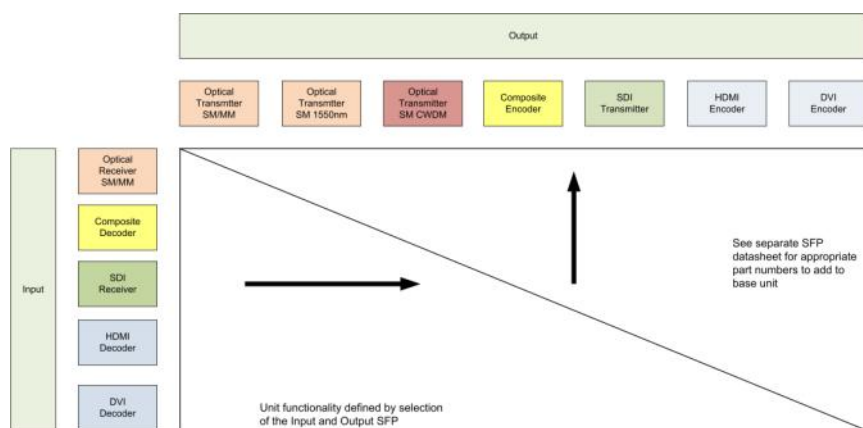 Output
Optical
Transmtter
SM/MM
Optical
Transmtter
SM 1550nm
Optical
Transmitter
SM CWDM
Composite
Encoder
SDI
Transmitter
HDMI
Encoder
DVI
Encoder
Input
Optical
Receiver
SM/MM
Composite
Decoder
SDI
Receiver
HDMI
Decoder
DVI
Decoder
See separate SFP
datasheet for appropriate
part numbers to add to
base unit
Unit functionality defined by selection
of the Input and Output SFP